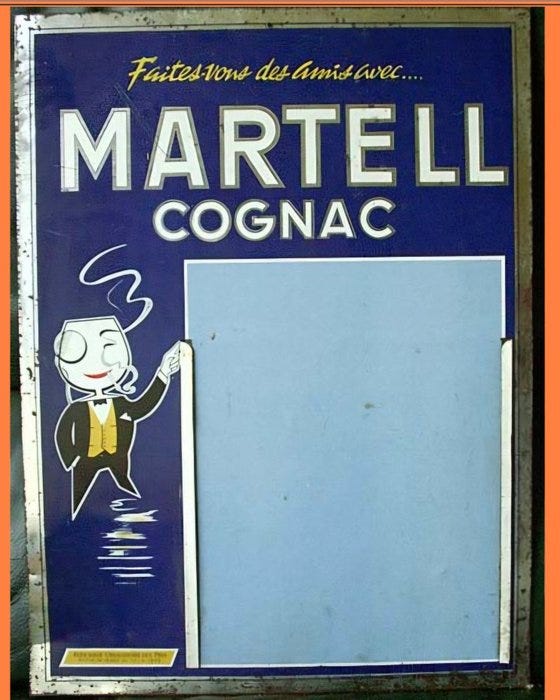 Faites vous des Amis avec....
MARTELL
COGNAC